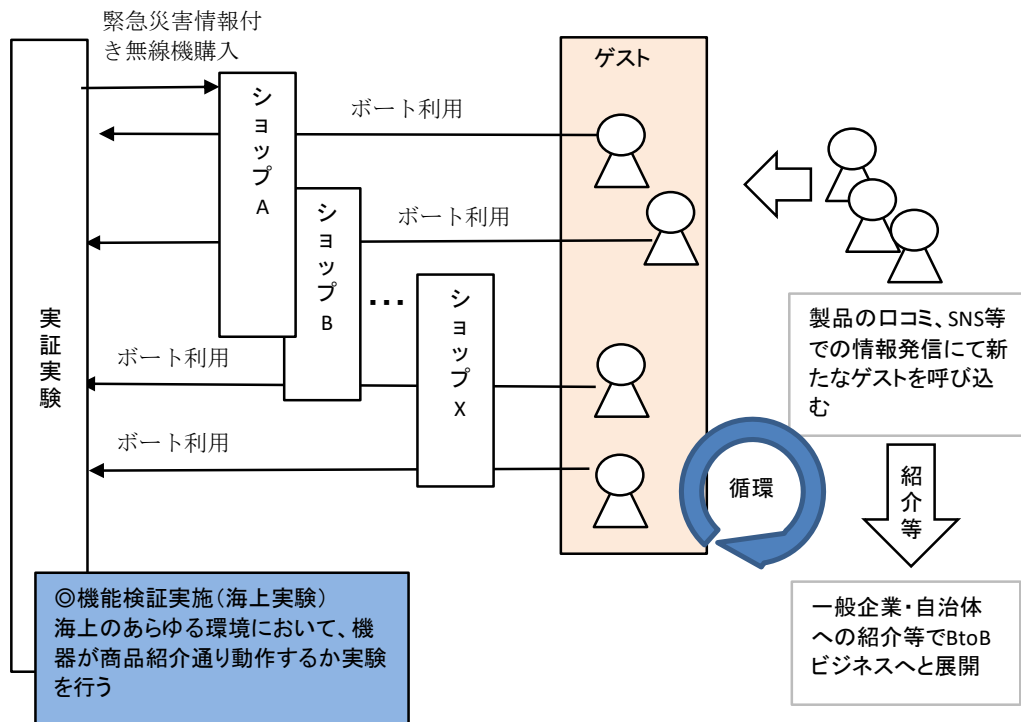 緊急災害情報付
き無線機購入
ゲスト
ショップA
ボート利用
ショップB
ボート利用
...
ショップX
実証実験
ボート利用
ボート利用
製品の口コミ、SNS等
での情報発信にて新
たなゲストを呼び込
む
循環
紹介等
◎機能検証実施(海上実験)
海上のあらゆる環境において、機
器が商品紹介通り動作するか実験
を行う
一般企業・自治体
への紹介等でBtoB
ビジネスへと展開